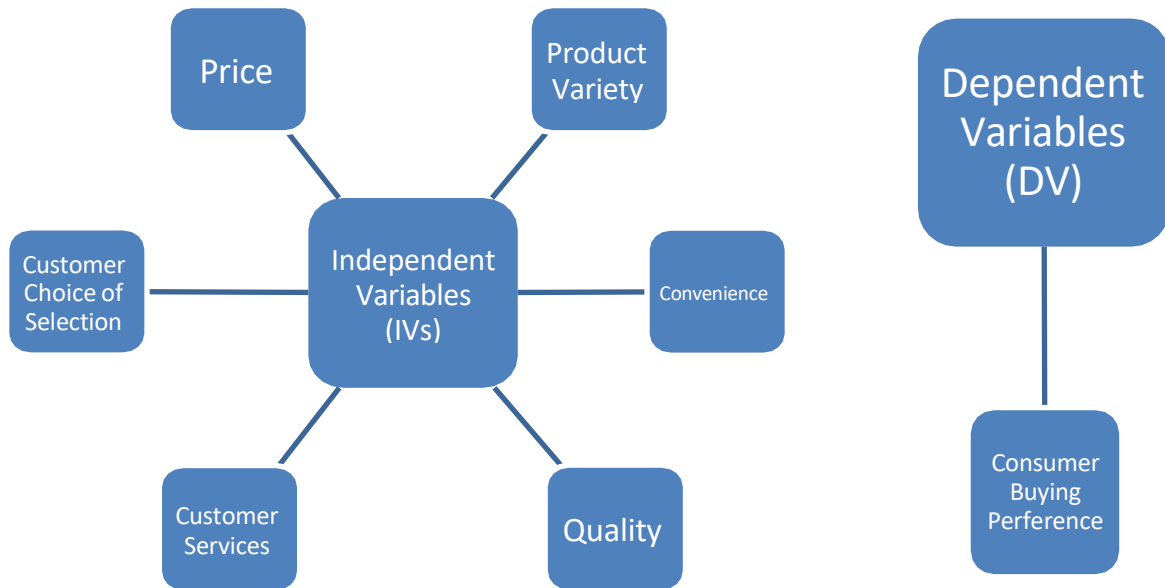 Price
Product
Variety
Customer
Choice of
Selection
Independent
Variables
(IVs)
Convenience
Customer
Services
Quality
Dependent
Variables
(DV)
Consumer
Buying
Perference